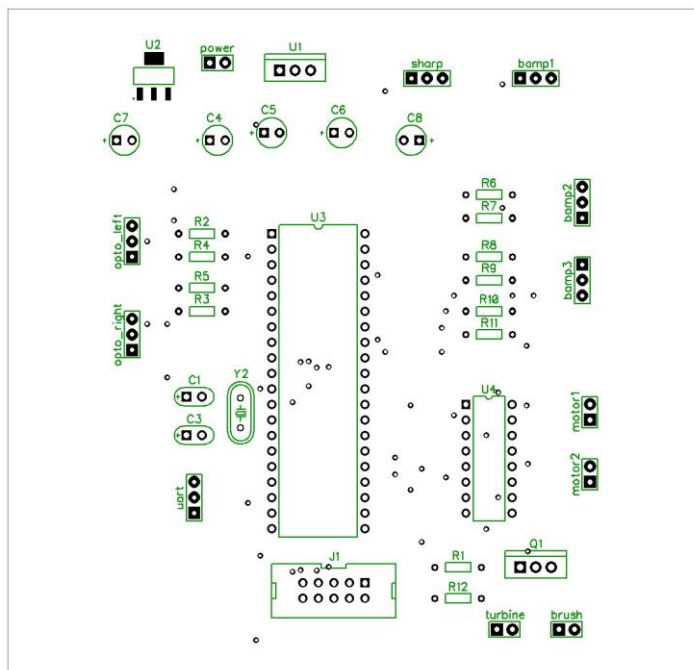 U2
power
U1
sharp
bamp1
C7
C4
C5
C6
C8
R6
R7
bamp2
opto_left
R2
R4
U3
R8
R9
bamp3
R5
R3
R10
R11
opto_right
C1
Y2
U4
motor1
C3
motor2
uart
J1
R1
Q1
R12
turbine
brush